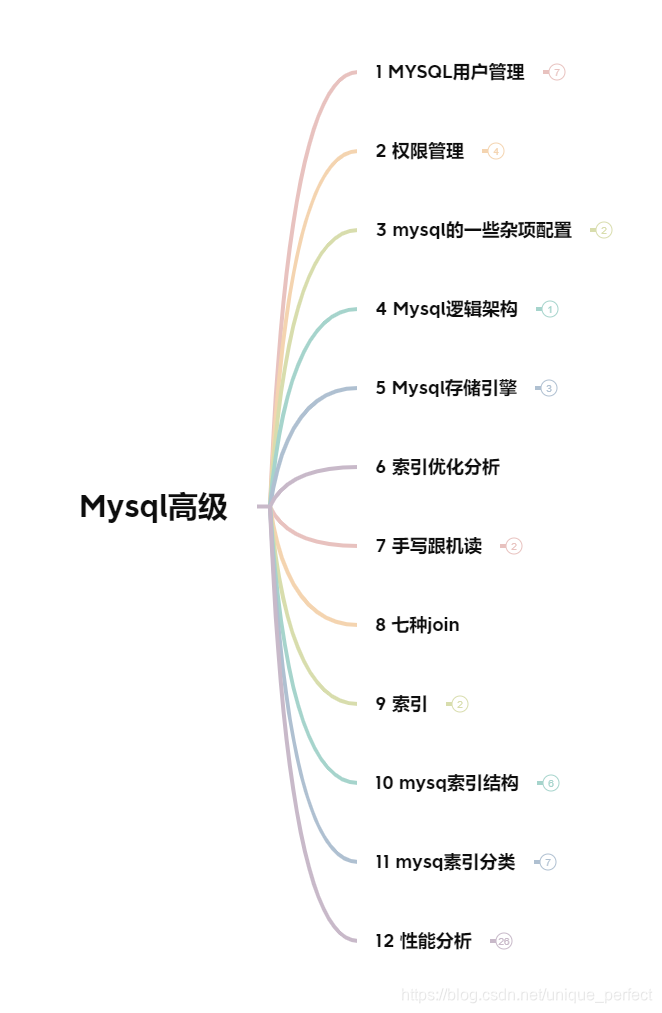 1 MYSQL用户管理 7
2 权限管理 4
3 mysql的一些杂项配置 2
4 Mysql逻辑架构 1
5 Mysql存储引擎 3
6 索引优化分析
Mysql高级
7 手写跟机读 2
8 七种join
9 索引 2
10 mysq索引结构 6
11 mysq索引分类 7
12 性能分析 26
https://blog.csdn.net/unique_perfect